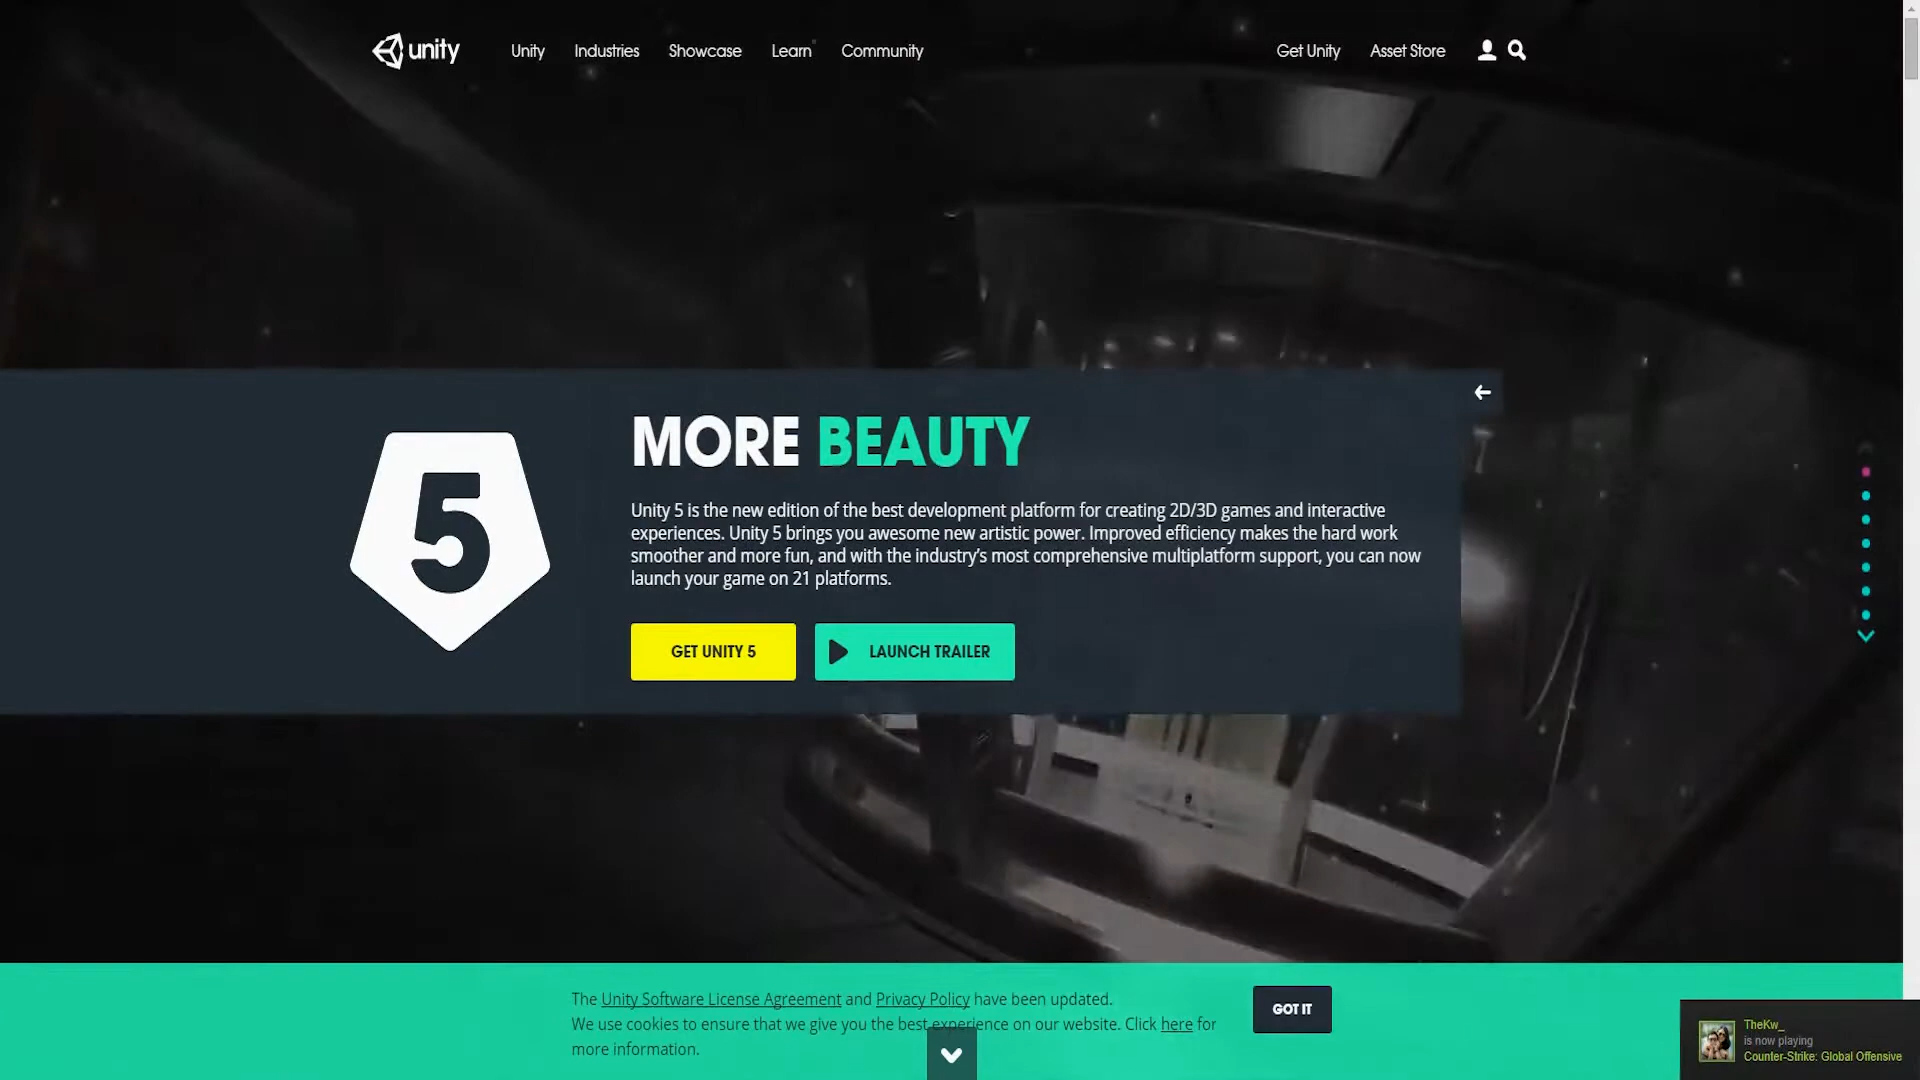 unity
Unity
Industries
Showcase
Learn
Community
Get Unity
Asset Store
5
MORE BEAUTY
Unity 5 is the new edition of the best development platform for creating 2D/3D games and interactive
experiences. Unity 5 brings you awesome new artistic power. Improved efficiency makes the hard work
smoother and more fun, and with the industry’s most comprehensive multiplatform support, you can now
launch your game on 21 platforms.
GET UNITY 5
LAUNCH TRAILER
The Unity Software License Agreement and Privacy Policy have been updated.
We use cookies to ensure that we give you the best experience on our website. Click here for
more information.
GOT IT
TheKw_
is now playing
Counter-Strike: Global Offensive